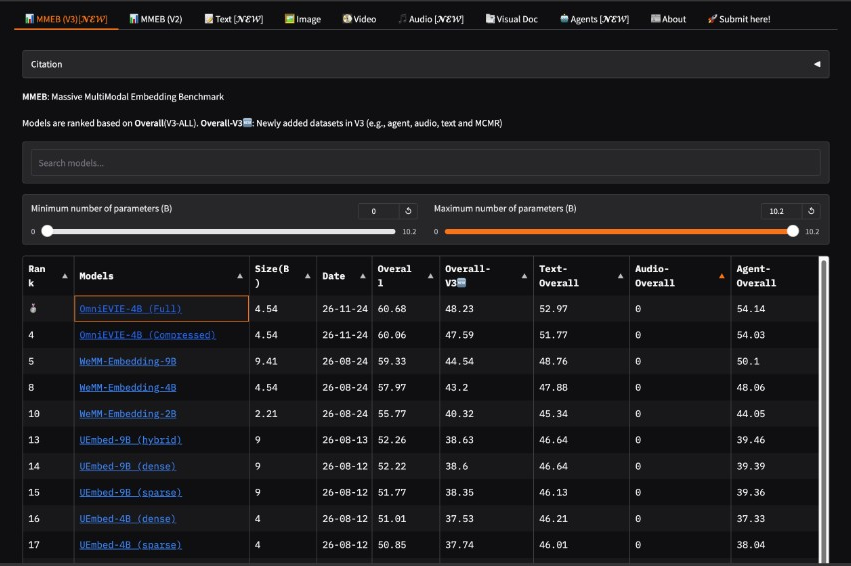 MMEB (V3)[𝓝𝓔𝓦] MMEB (V2) Text [𝓝𝓔𝓦] Image Video Audio [𝓝𝓔𝓦] Visual Doc Agents [𝓝𝓔𝓦] About Submit here!
Citation
MMEB: Massive MultiModal Embedding Benchmark
Models are ranked based on Overall(V3-ALL). Overall-V3🆕: Newly added datasets in V3 (e.g., agent, audio, text and MCMR)
Search models...
Minimum number of parameters (B) 0 Maximum number of parameters (B) 10.2
0 10.2 0 10.2
Rank Models Size(B) Date Overall Overall-V3🆕 Text-Overall Audio-Overall Agent-Overall
🥉 OmniEVIE-4B (Full) 4.54 26-11-24 60.68 48.23 52.97 0 54.14
4 OmniEVIE-4B (Compressed) 4.54 26-11-24 60.06 47.59 51.77 0 54.03
5 WeMM-Embedding-9B 9.41 26-08-24 59.33 44.54 48.76 0 50.1
8 WeMM-Embedding-4B 4.54 26-08-24 57.97 43.2 47.88 0 48.06
10 WeMM-Embedding-2B 2.21 26-08-24 55.77 40.32 45.34 0 44.05
13 UEmbed-9B (hybrid) 9 26-08-13 52.26 38.63 46.64 0 39.46
14 UEmbed-9B (dense) 9 26-08-12 52.22 38.6 46.64 0 39.39
15 UEmbed-9B (sparse) 9 26-08-12 51.77 38.35 46.13 0 39.36
16 UEmbed-4B (dense) 4 26-08-12 51.01 37.53 46.21 0 37.33
17 UEmbed-4B (sparse) 4 26-08-12 50.85 37.74 46.01 0 38.04